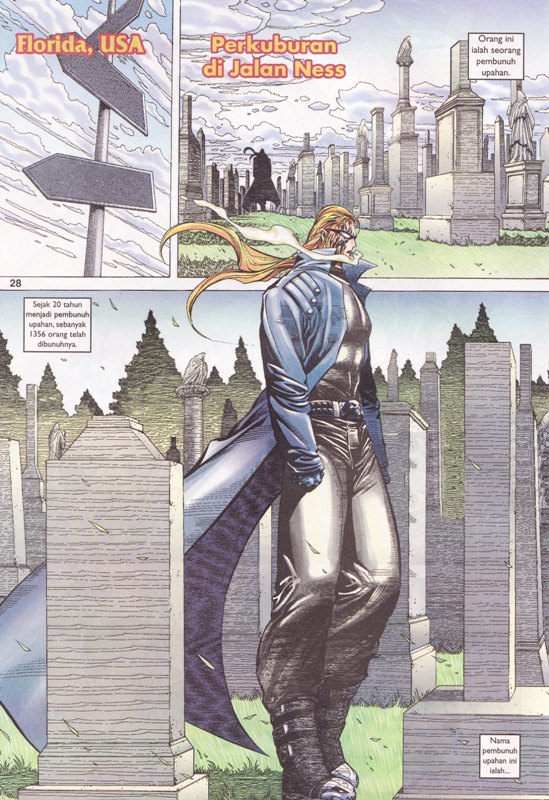 Florida, USA
Perkuburan
di Jalan Ness
Orang ini
ialah seorang
pembunuh
upahan.
28
Sejak 20 tahun
menjadi pembunuh
upahan, sebanyak
1356 orang telah
dibunuhnya.
Nama
pembunuh
upahan ini
ialah...